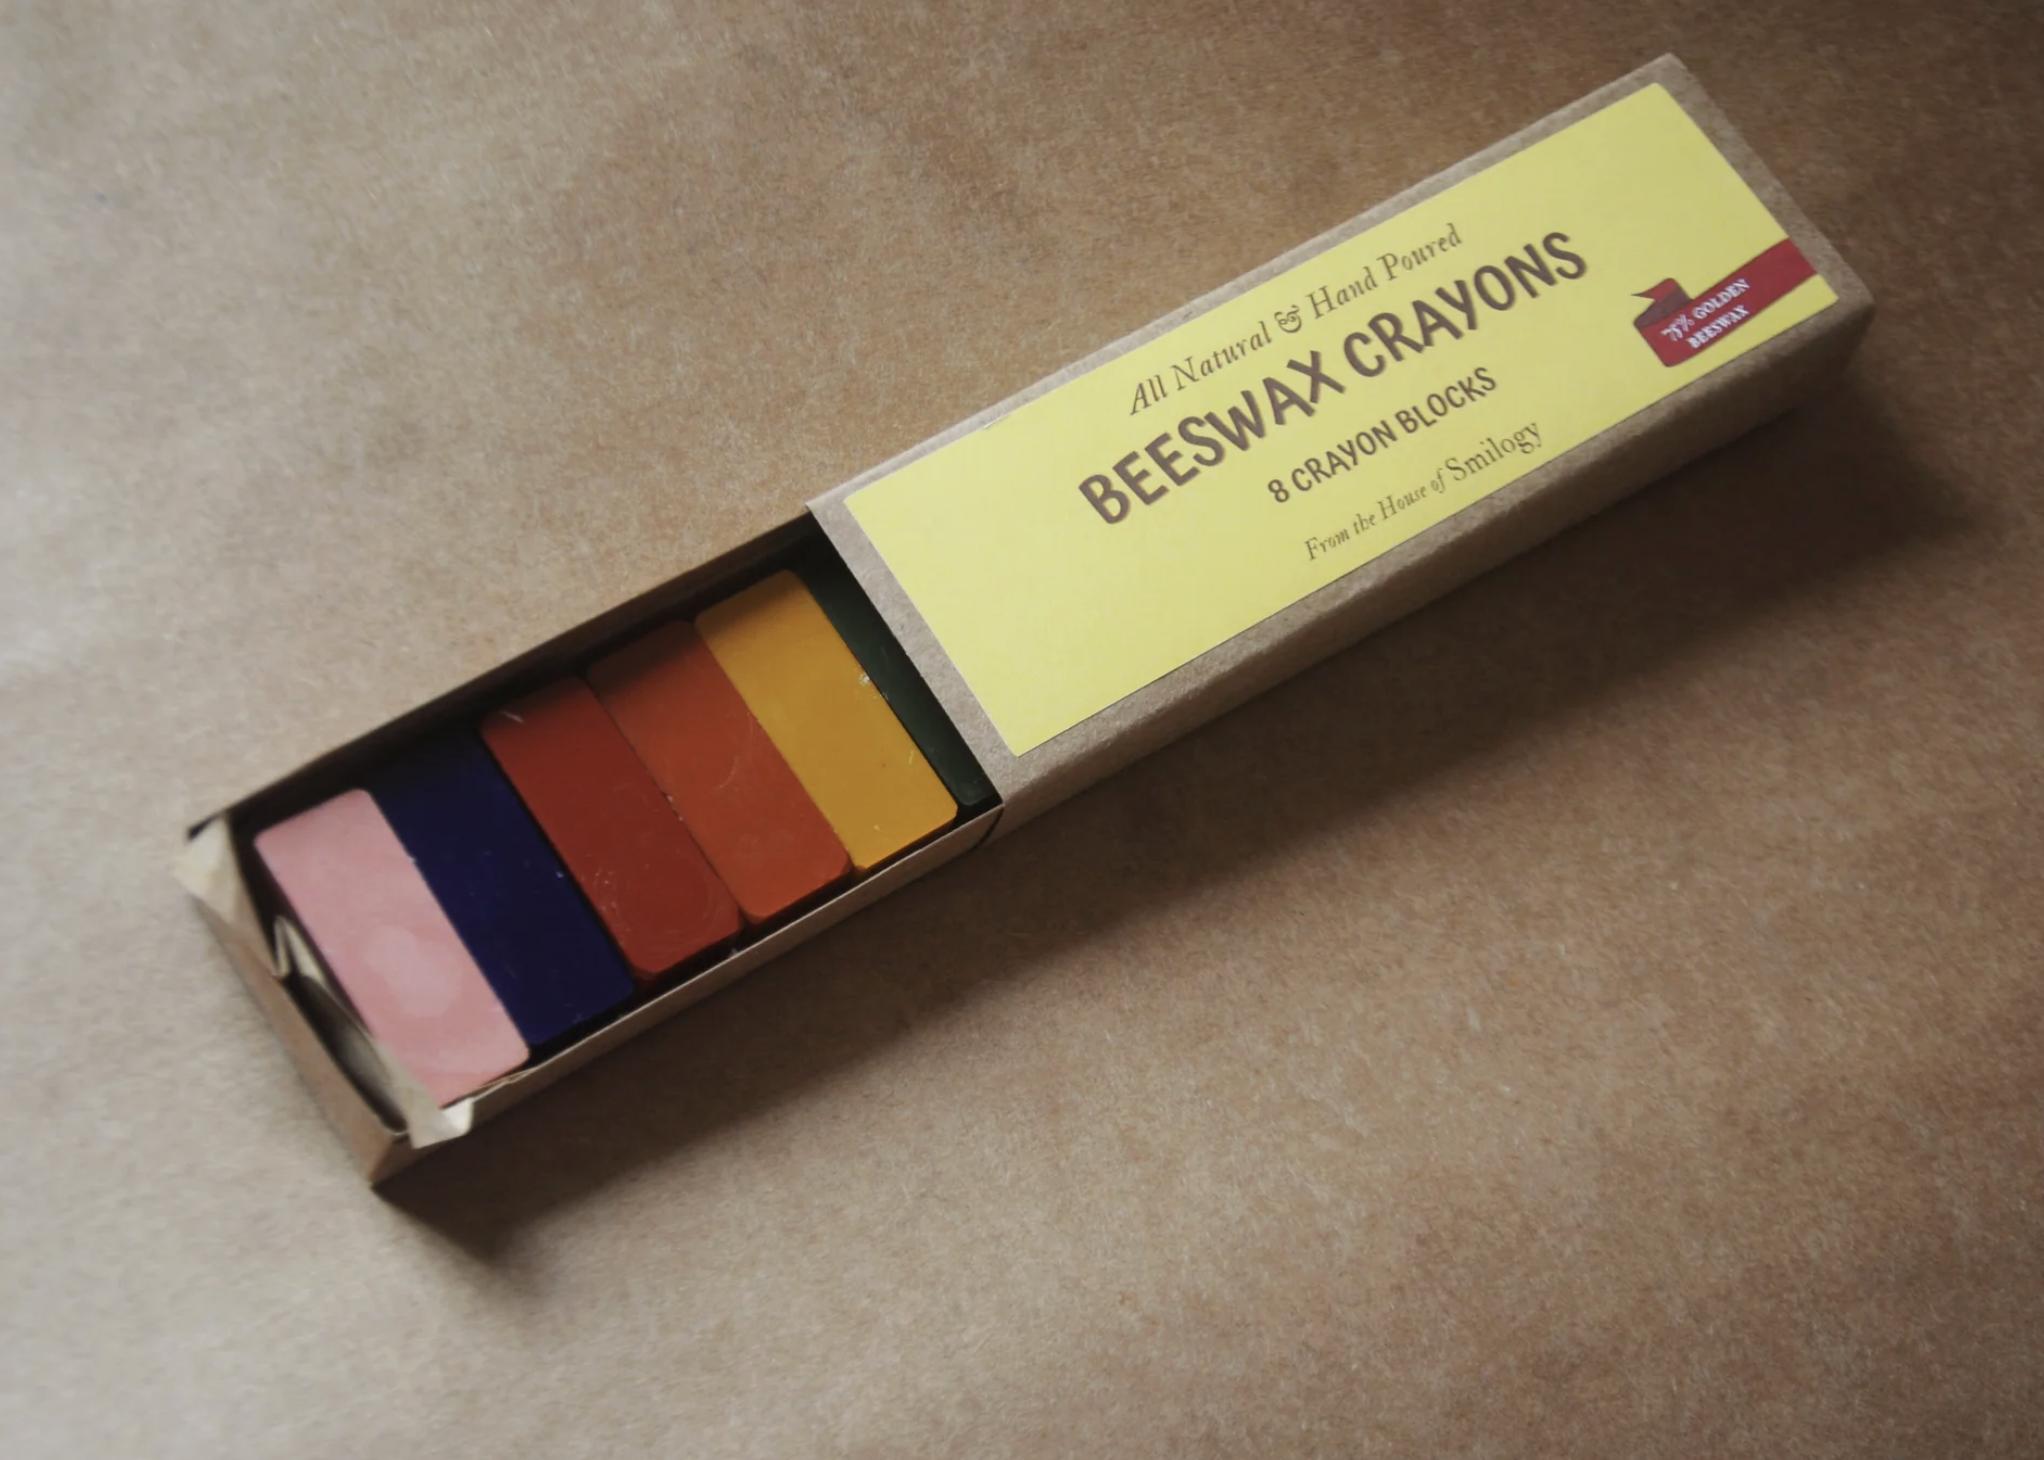 All Natural & Hand Poured
BEESWAX CRAYONS
8 CRAYON BLOCKS
From the House of Smilogy
75% GOLDEN
BEESWAX